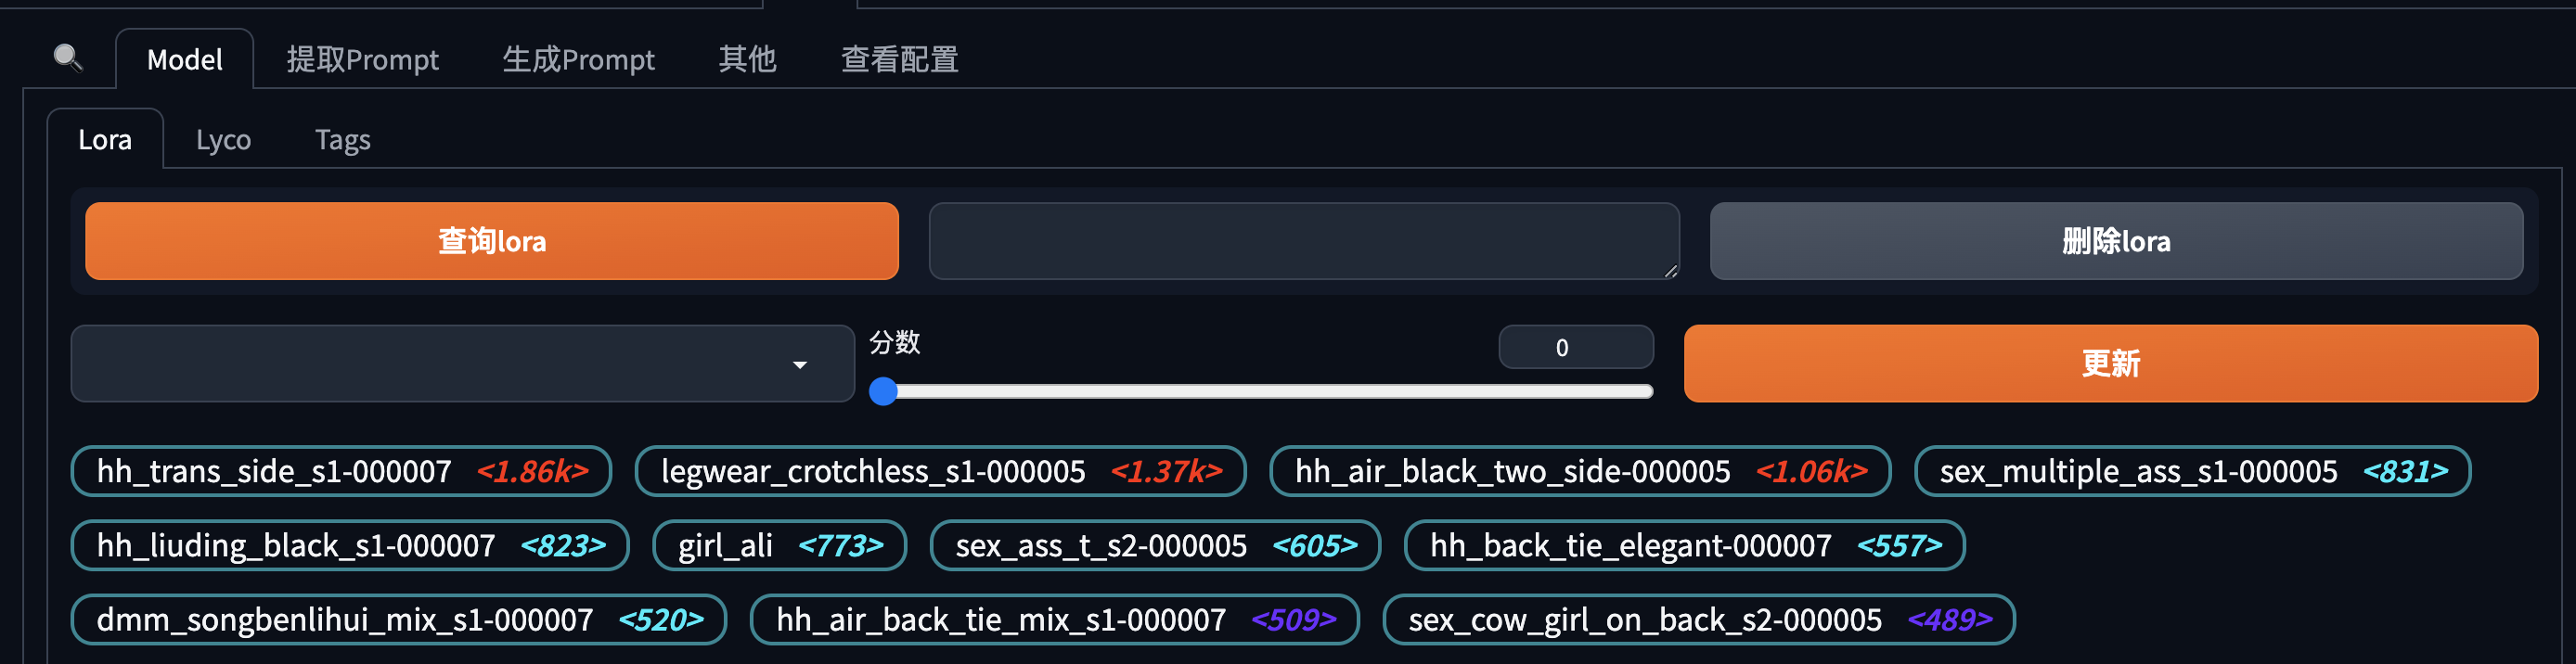 Model 提取Prompt 生成Prompt 其他 查看配置
Lora Lyco Tags
查询lora 删除lora
分数 0 更新
hh_trans_side_s1-000007 <1.86k> legwear_crotchless_s1-000005 <1.37k> hh_air_black_two_side-000005 <1.06k> sex_multiple_ass_s1-000005 <831>
hh_liuding_black_s1-000007 <823> girl_ali <773> sex_ass_t_s2-000005 <605> hh_back_tie_elegant-000007 <557>
dmm_songbenlihui_mix_s1-000007 <520> hh_air_back_tie_mix_s1-000007 <509> sex_cow_girl_on_back_s2-000005 <489>